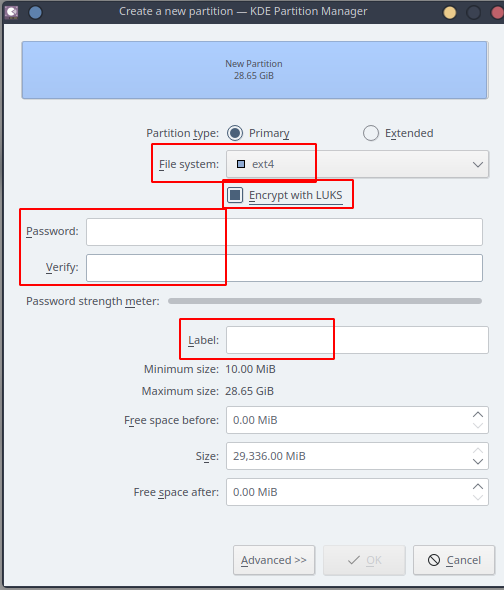 Create a new partition — KDE Partition Manager
New Partition
28.65 GiB
Partition type: Primary Extended
File system: ext4
Encrypt with LUKS
Password:
Verify:
Password strength meter:
Label:
Minimum size: 10.00 MiB
Maximum size: 28.65 GiB
Free space before: 0.00 MiB
Size: 29,336.00 MiB
Free space after: 0.00 MiB
Advanced >> OK Cancel